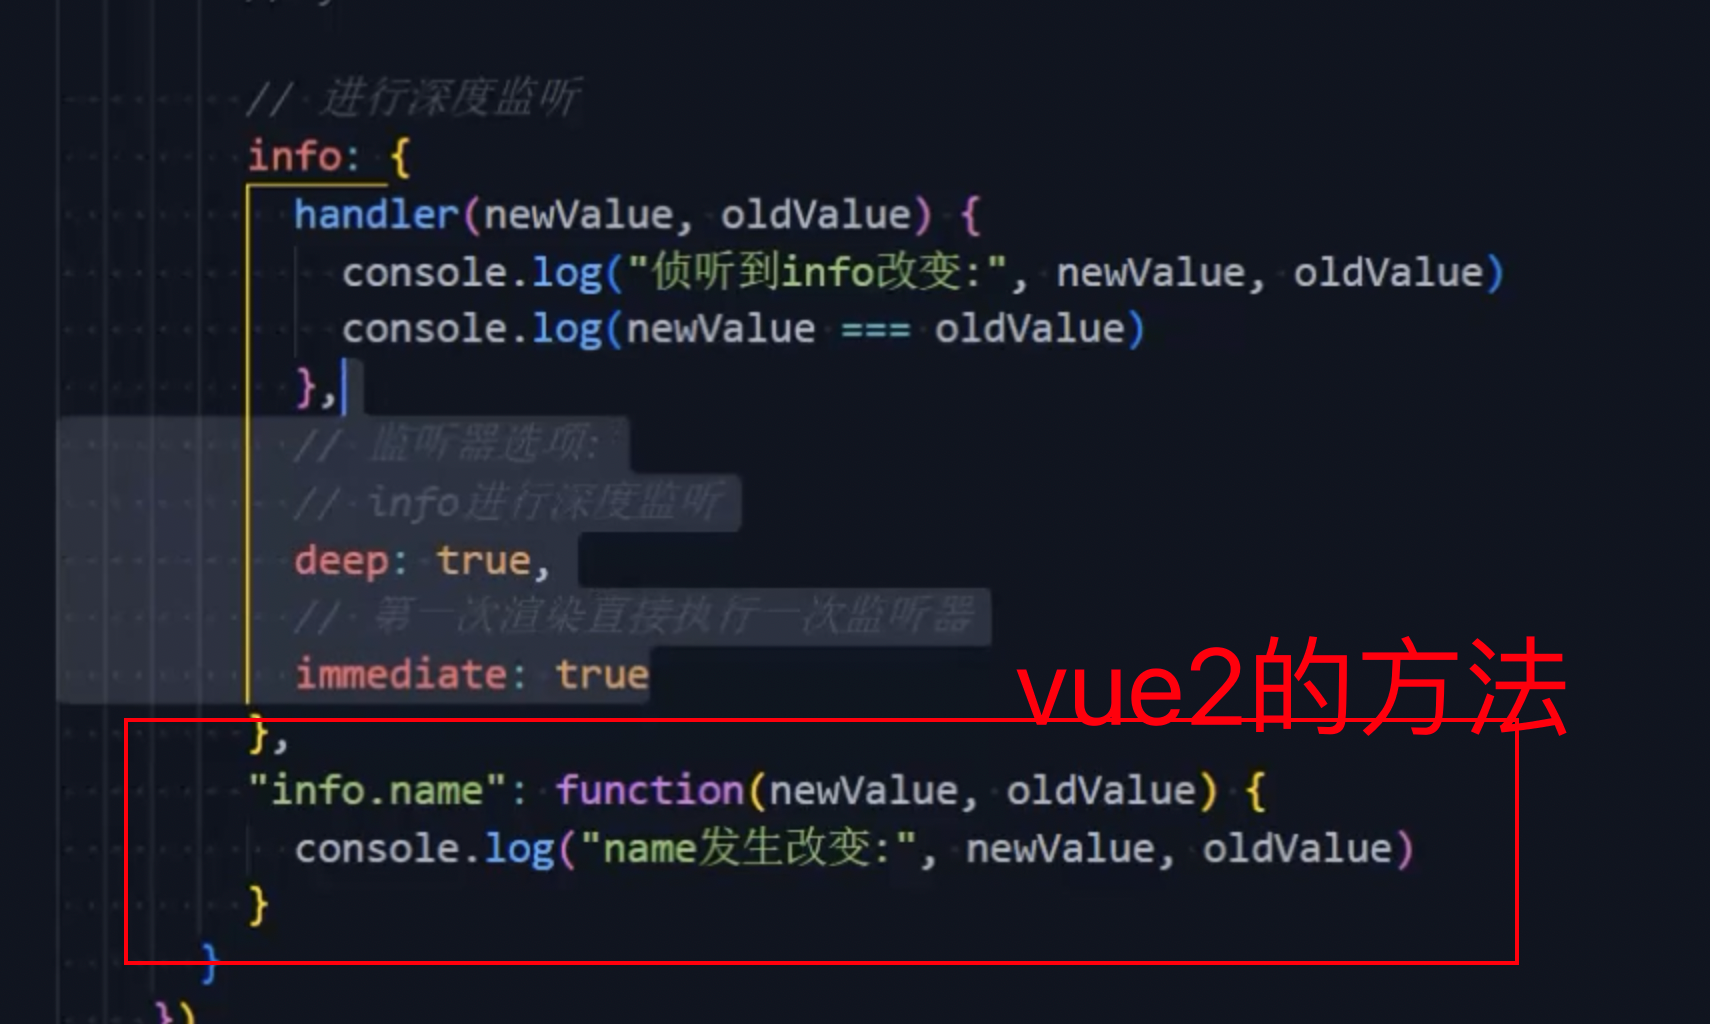 // 进行深度监听
info: {
handler(newValue, oldValue) {
console.log("侦听到info改变:", newValue, oldValue)
console.log(newValue === oldValue)
},
// 监听器选项:
// info进行深度监听
deep: true,
// 第一次渲染直接执行一次监听器
immediate: true
vue2的方法
},
"info.name": function(newValue, oldValue) {
console.log("name发生改变:", newValue, oldValue)
}
}
})